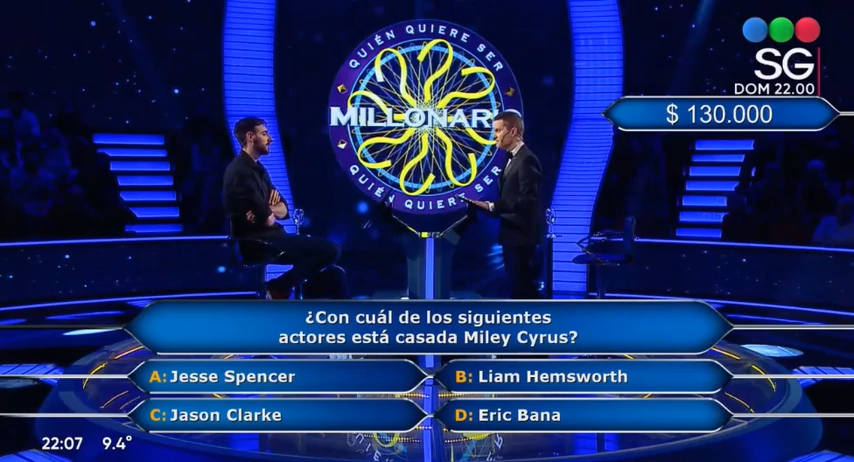 SG
DOM 22.00
$ 130.000
QUIÉN QUIERE SER
MILLONARIO
QUIÉN QUIERE SER
¿Con cuál de los siguientes
actores está casada Miley Cyrus?
A: Jesse Spencer
B: Liam Hemsworth
C: Jason Clarke
D: Eric Bana
22:07 9.4°